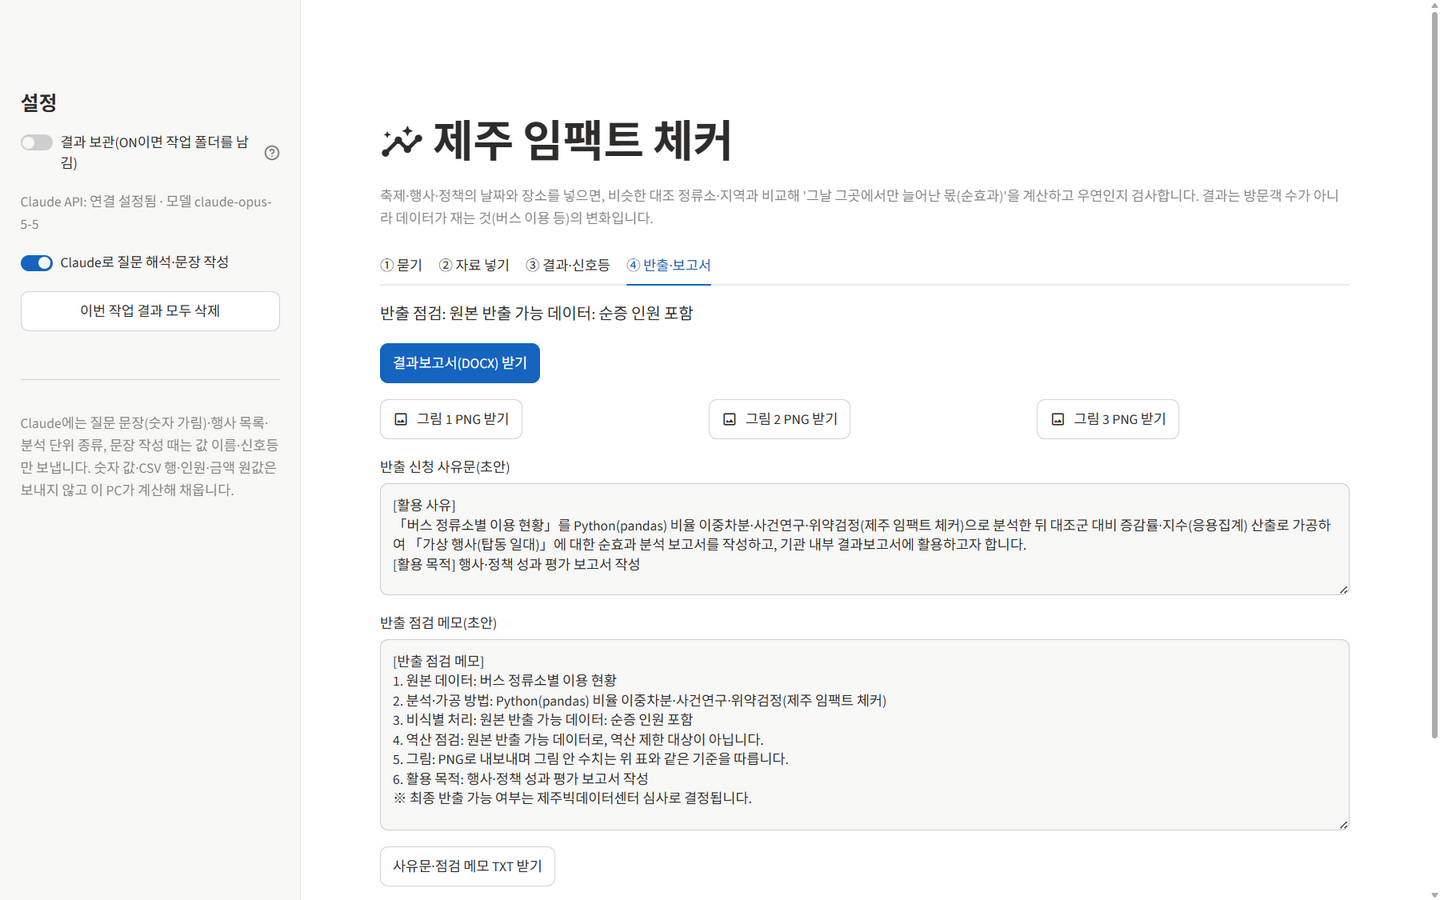 설정
결과 보관(ON이면 작업 폴더를 남
김)
Claude API: 연결 설정됨 · 모델 claude-opus-
5-5
Claude로 질문 해석·문장 작성
이번 작업 결과 모두 삭제
Claude에는 질문 문장(숫자 가림)·행사 목록·
분석 단위 종류, 문장 작성 때는 값 이름·신호등
만 보냅니다. 숫자 값·CSV 행·인원·금액 원값은
보내지 않고 이 PC가 계산해 채웁니다.
제주 임팩트 체커
축제·행사·정책의 날짜와 장소를 넣으면, 비슷한 대조 정류소·지역과 비교해 '그날 그곳에서만 늘어난 몫(순효과)'을 계산하고 우연인지 검사합니다. 결과는 방문객 수가 아니
라 데이터가 재는 것(버스 이용 등)의 변화입니다.
① 묻기 ② 자료 넣기 ③ 결과·신호등 ④ 반출·보고서
반출 점검: 원본 반출 가능 데이터: 순증 인원 포함
결과보고서(DOCX) 받기
그림 1 PNG 받기 그림 2 PNG 받기 그림 3 PNG 받기
반출 신청 사유문(초안)
[활용 사유]
「버스 정류소별 이용 현황」를 Python(pandas) 비율 이중차분·사건연구·위약검정(제주 임팩트 체커)으로 분석한 뒤 대조군 대비 증감률·지수(응용집계) 산출로 가공하
여 「가상 행사(탑동 일대)」에 대한 순효과 분석 보고서를 작성하고, 기관 내부 결과보고서에 활용하고자 합니다.
[활용 목적] 행사·정책 성과 평가 보고서 작성
반출 점검 메모(초안)
[반출 점검 메모]
1. 원본 데이터: 버스 정류소별 이용 현황
2. 분석·가공 방법: Python(pandas) 비율 이중차분·사건연구·위약검정(제주 임팩트 체커)
3. 비식별 처리: 원본 반출 가능 데이터: 순증 인원 포함
4. 역산 점검: 원본 반출 가능 데이터로, 역산 제한 대상이 아닙니다.
5. 그림: PNG로 내보내며 그림 안 수치는 위 표와 같은 기준을 따릅니다.
6. 활용 목적: 행사·정책 성과 평가 보고서 작성
※ 최종 반출 가능 여부는 제주빅데이터센터 심사로 결정됩니다.
사유문·점검 메모 TXT 받기